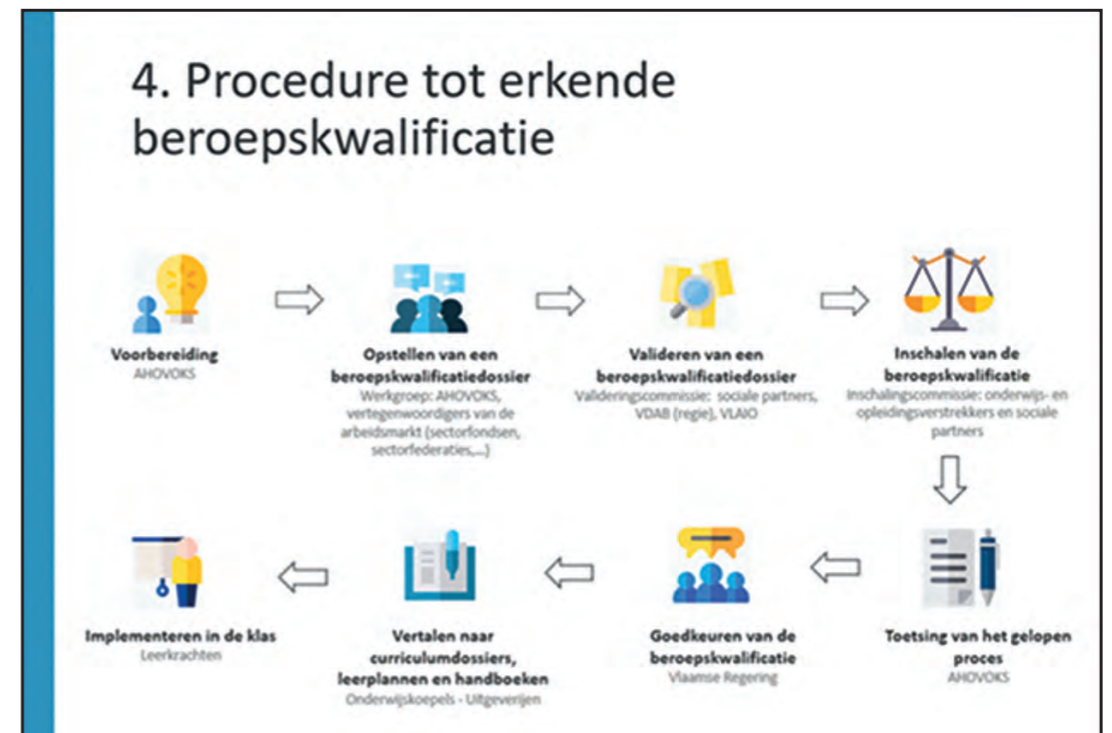 4. Procedure tot erkende
beroepskwalificatie
Voorbereiding
AHOVOKS
Opstellen van een
beroepskwalificatiedossier
Werkgroep: AHOVOKS,
vertegenwoordigers van de
arbeidsmarkt (sectorfondsen,
sectorfederaties,...)
Valideren van een
beroepskwalificatiedossier
Valideringscommissie: sociale partners,
VDAB (regie), VLAIO
Inschalen van de
beroepskwalificatie
Inschalingscommissie: onderwijs- en
opleidingsverstrekkers en sociale
partners
Toetsing van het gelopen
proces
AHOVOKS
Goedkeuren van de
beroepskwalificatie
Vlaamse Regering
Vertalen naar
curriculumdossiers,
leerplannen en handboeken
Onderwijskoepels - Uitgeverijen
Implementeren in de klas
Leerkrachten